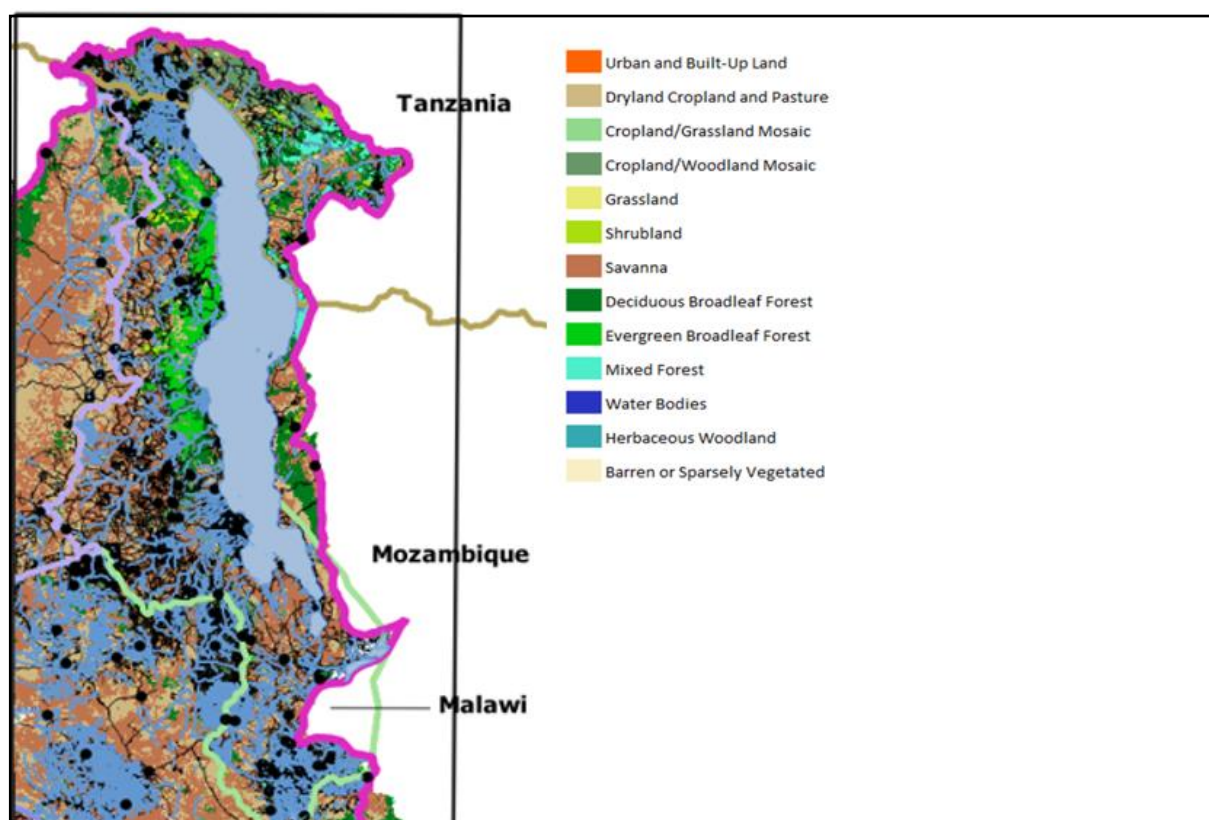 Tanzania
Mozambique
Malawi
Urban and Built-Up Land
Dryland Cropland and Pasture
Cropland/Grassland Mosaic
Cropland/Woodland Mosaic
Grassland
Shrubland
Savanna
Deciduous Broadleaf Forest
Evergreen Broadleaf Forest
Mixed Forest
Water Bodies
Herbaceous Woodland
Barren or Sparsely Vegetated